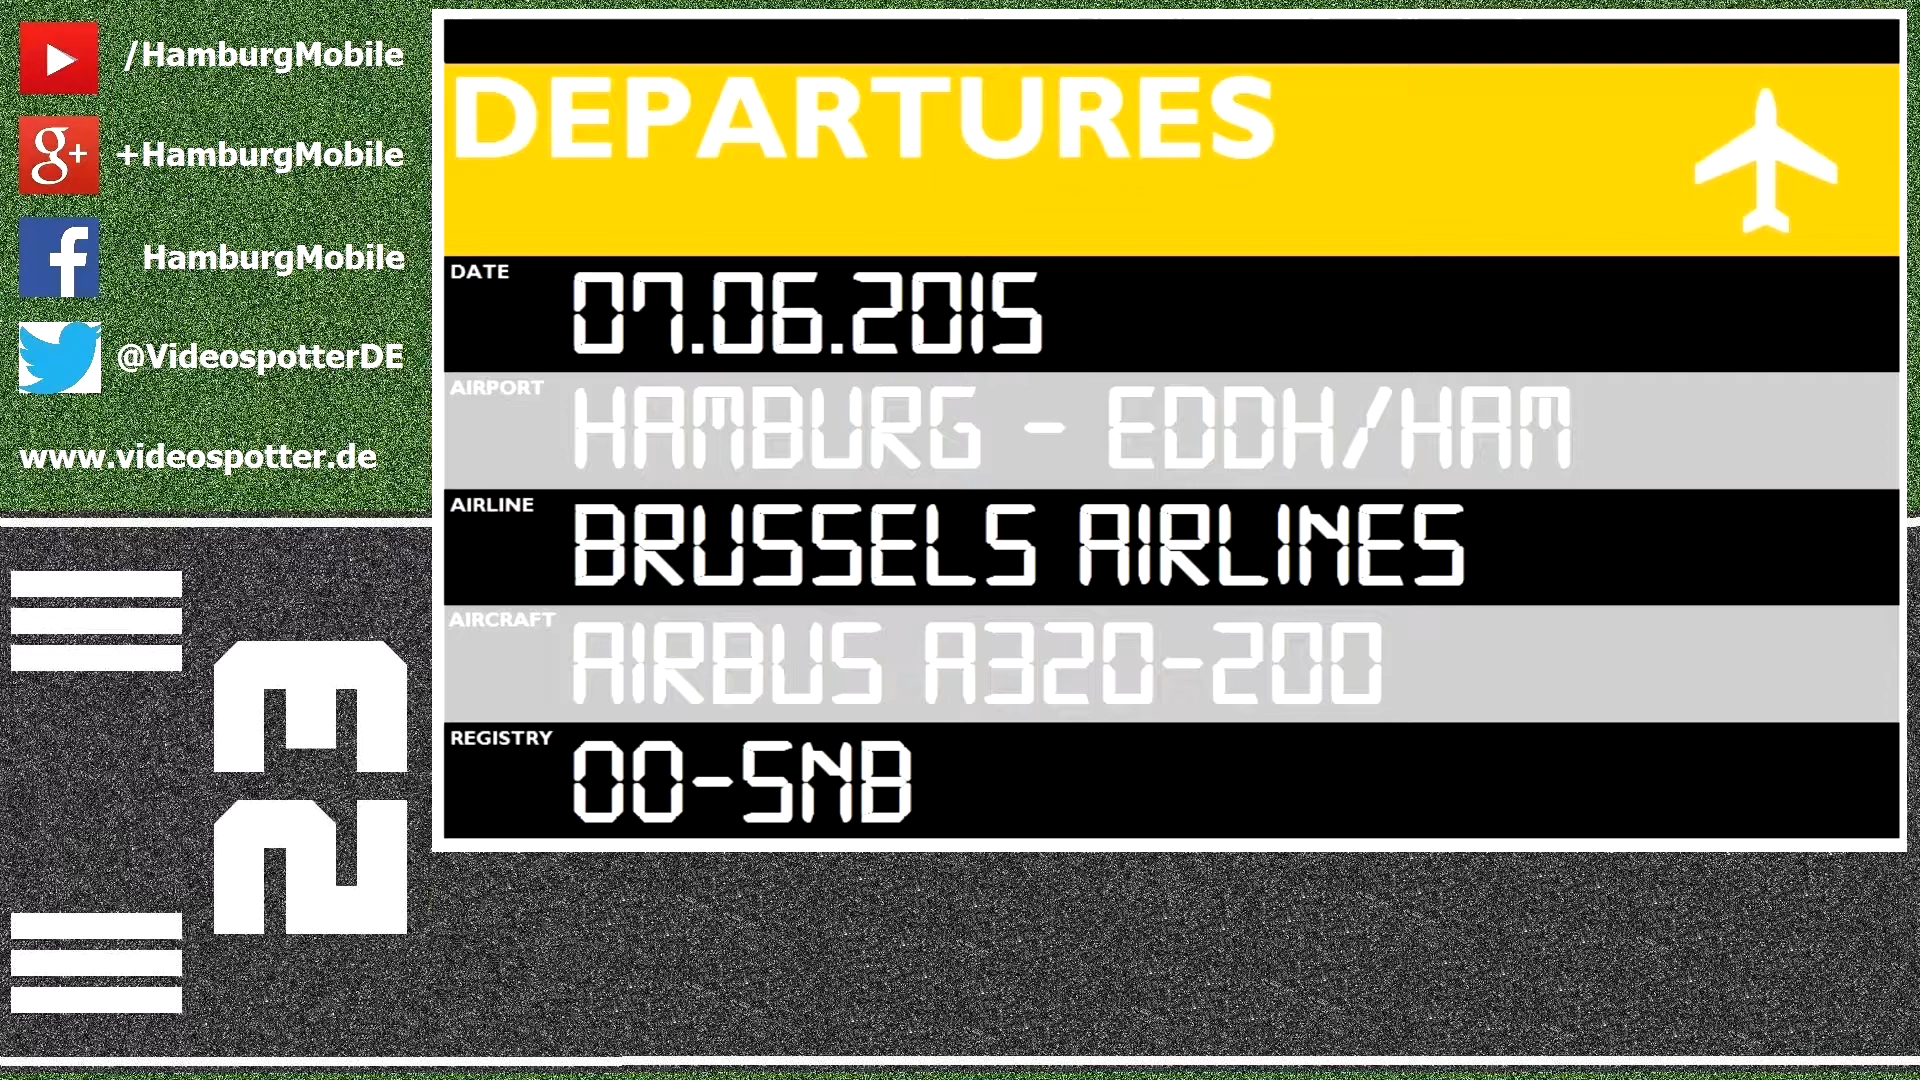 /HamburgMobile
g+ +HamburgMobile
f HamburgMobile
@VideospotterDE
www.videospotter.de
32
DEPARTURES
DATE 07.06.2015
AIRPORT HAMBURG - EDDH/HAM
AIRLINE BRUSSELS AIRLINES
AIRCRAFT AIRBUS A320-200
REGISTRY OO-SNB